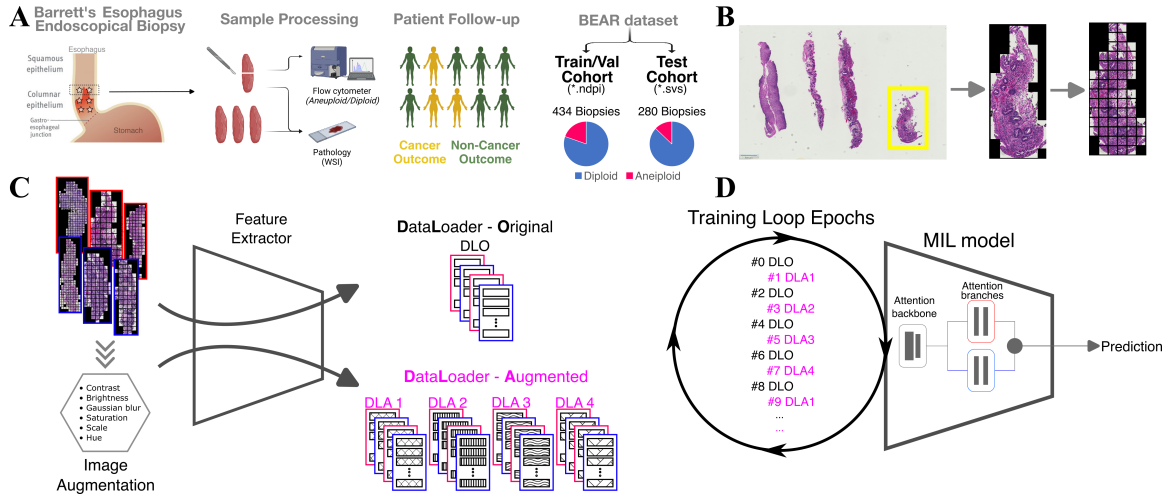 A
Barrett's Esophagus
Endoscopical Biopsy
Esophagus
Squamous
epithelium
Columnar
epithelium
Gastro-
esophageal
junction
Stomach
Sample Processing
Flow cytometer
(Aneuploid/Diploid)
Pathology
(WSI)
Patient Follow-up
Cancer
Outcome
Non-Cancer
Outcome
BEAR dataset
Train/Val
Cohort
(*.ndpi)
434 Biopsies
Test
Cohort
(*.svs)
280 Biopsies
Diploid
Aneiploid
B
C
Feature
Extractor
• Contrast
• Brightness
• Gaussian blur
• Saturation
• Scale
• Hue
Image
Augmentation
DataLoader - Original
DLO
DataLoader - Augmented
DLA 1
DLA 2
DLA 3
DLA 4
D
Training Loop Epochs
#0 DLO
#1 DLA1
#2 DLO
#3 DLA2
#4 DLO
#5 DLA3
#6 DLO
#7 DLA4
#8 DLO
#9 DLA1
...
...
MIL model
Attention
backbone
Attention
branches
Prediction